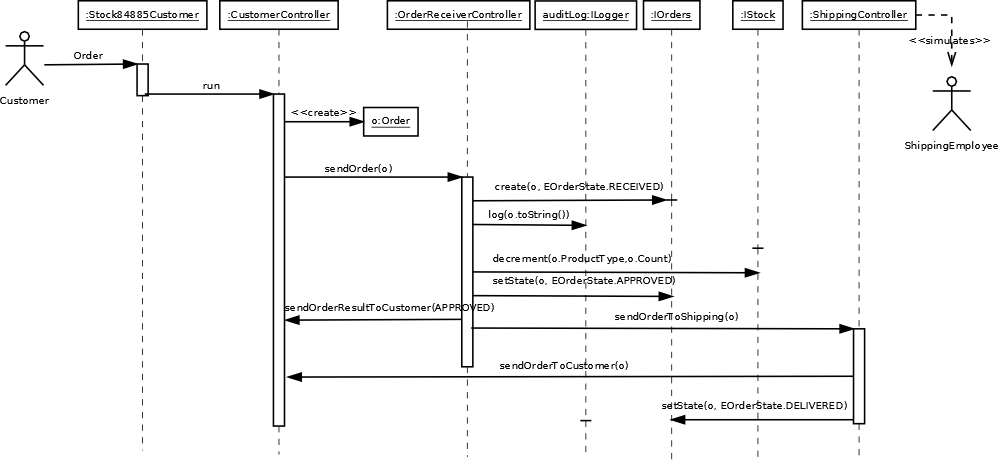 :Stock84885Customer
:CustomerController
:OrderReceiverController
auditLog:ILogger
:IOrders
:IStock
:ShippingController
<<simulates>>
Order
run
Customer
<<create>>
o:Order
ShippingEmployee
sendOrder(o)
create(o, EOrderState.RECEIVED)
log(o.toString())
decrement(o.ProductType,o.Count)
setState(o, EOrderState.APPROVED)
sendOrderResultToCustomer(APPROVED)
sendOrderToShipping(o)
sendOrderToCustomer(o)
setState(o, EOrderState.DELIVERED)